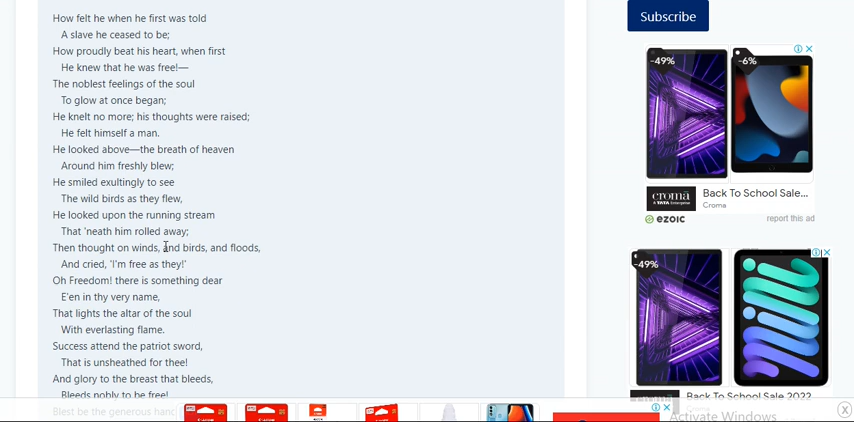 How felt he when he first was told
A slave he ceased to be;
How proudly beat his heart, when first
He knew that he was free!—
The noblest feelings of the soul
To glow at once began;
He knelt no more; his thoughts were raised;
He felt himself a man.
He looked above—the breath of heaven
Around him freshly blew;
He smiled exultingly to see
The wild birds as they flew,
He looked upon the running stream
That 'neath him rolled away;
Then thought on winds, and birds, and floods,
And cried, 'I'm free as they!'
Oh Freedom! there is something dear
E'en in thy very name,
That lights the altar of the soul
With everlasting flame.
Success attend the patriot sword,
That is unsheathed for thee!
And glory to the breast that bleeds,
Bleeds nobly to be free!
Blest be the generous hand
Subscribe
-49%
-6%
cromā
A TATA Enterprise
Back To School Sale...
Croma
ezoic
report this ad
-49%
Back To School Sale 2022
Croma
Activate Windows